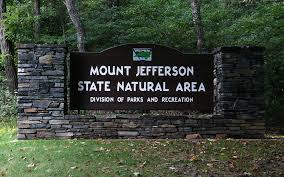 MOUNT JEFFERSON
STATE NATURAL AREA
DIVISION OF PARKS AND RECREATION